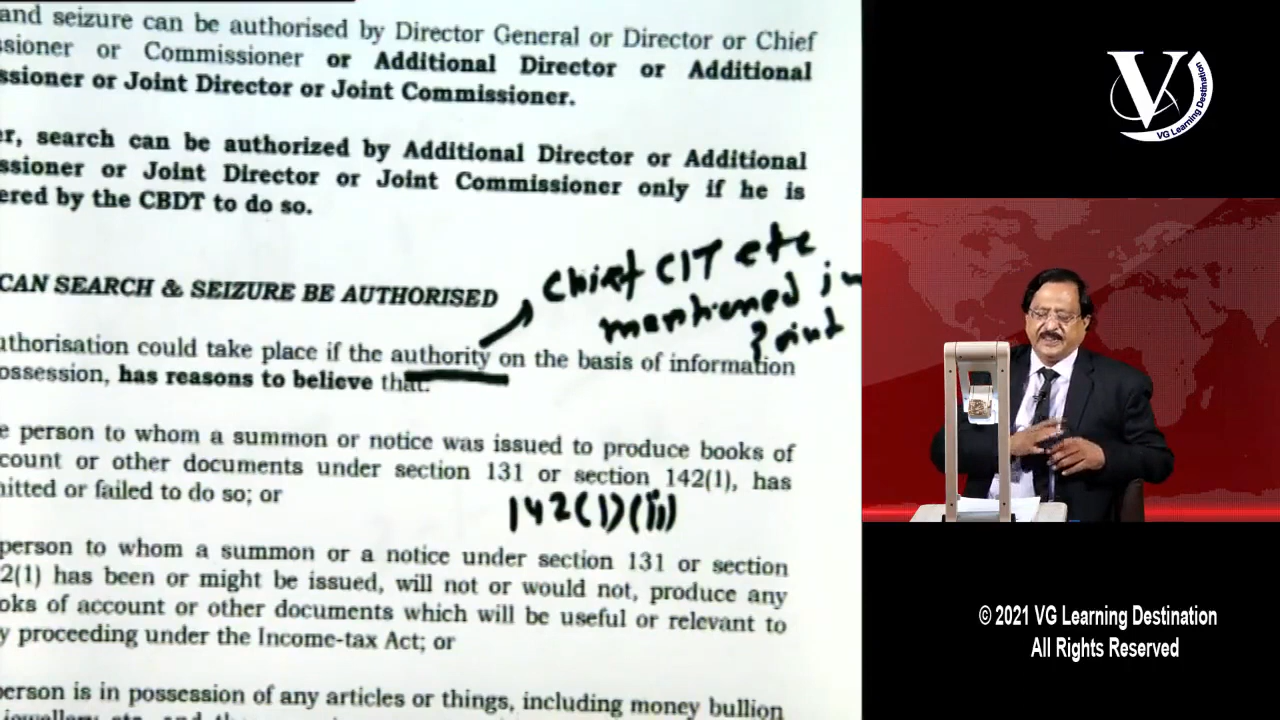 and seizure can be authorised by Director General or Director or Chief
ssioner or Commissioner or Additional Director or Additional
ssioner or Joint Director or Joint Commissioner.
er, search can be authorized by Additional Director or Additional
ssioner or Joint Director or Joint Commissioner only if he is
ered by the CBDT to do so.
Chief CIT etc
mentioned in
Point
CAN SEARCH & SEIZURE BE AUTHORISED
uthorisation could take place if the authority on the basis of information
ossession, has reasons to believe that:
e person to whom a summon or notice was issued to produce books of
count or other documents under section 131 or section 142(1), has
nitted or failed to do so; or
142(1)(ii)
person to whom a summon or a notice under section 131 or section
2(1) has been or might be issued, will not or would not, produce any
oks of account or other documents which will be useful or relevant to
y proceeding under the Income-tax Act; or
person is in possession of any articles or things, including money bullion
V
VG Learning Destination
© 2021 VG Learning Destination
All Rights Reserved